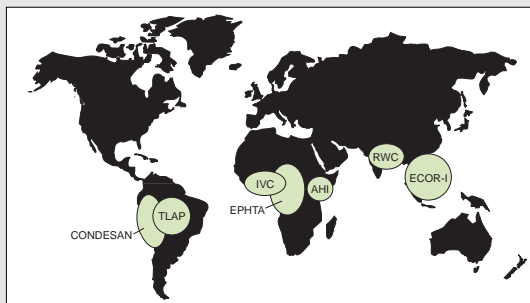 RWC
IVC
AHI
ECOR-I
EPHTA
TLAP
CONDESAN